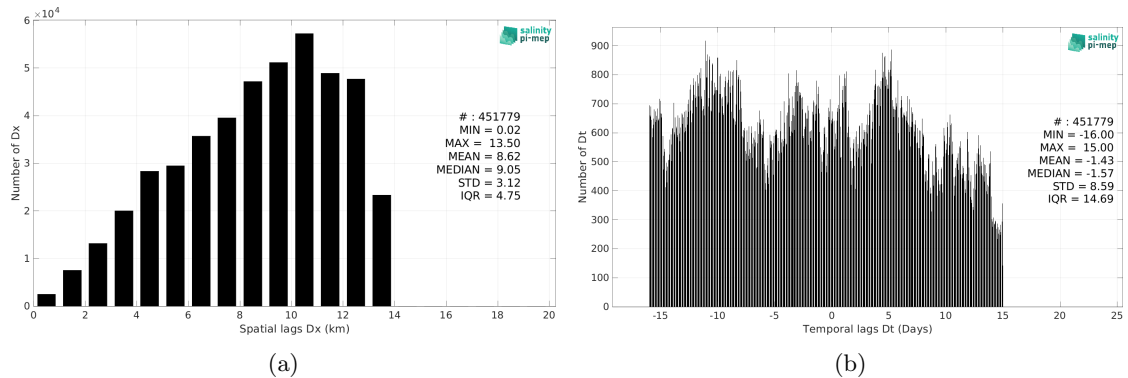 6 ×10^4
5
4
3
2
1
0
Number of Dx
salinity
pi-mep
# : 451779
MIN = 0.02
MAX = 13.50
MEAN = 8.62
MEDIAN = 9.05
STD = 3.12
IQR = 4.75
0 2 4 6 8 10 12 14 16 18 20
Spatial lags Dx (km)
(a)
900
800
700
600
500
400
300
200
100
0
Number of Dt
salinity
pi-mep
# : 451779
MIN = -16.00
MAX = 15.00
MEAN = -1.43
MEDIAN = -1.57
STD = 8.59
IQR = 14.69
-15 -10 -5 0 5 10 15 20 25
Temporal lags Dt (Days)
(b)